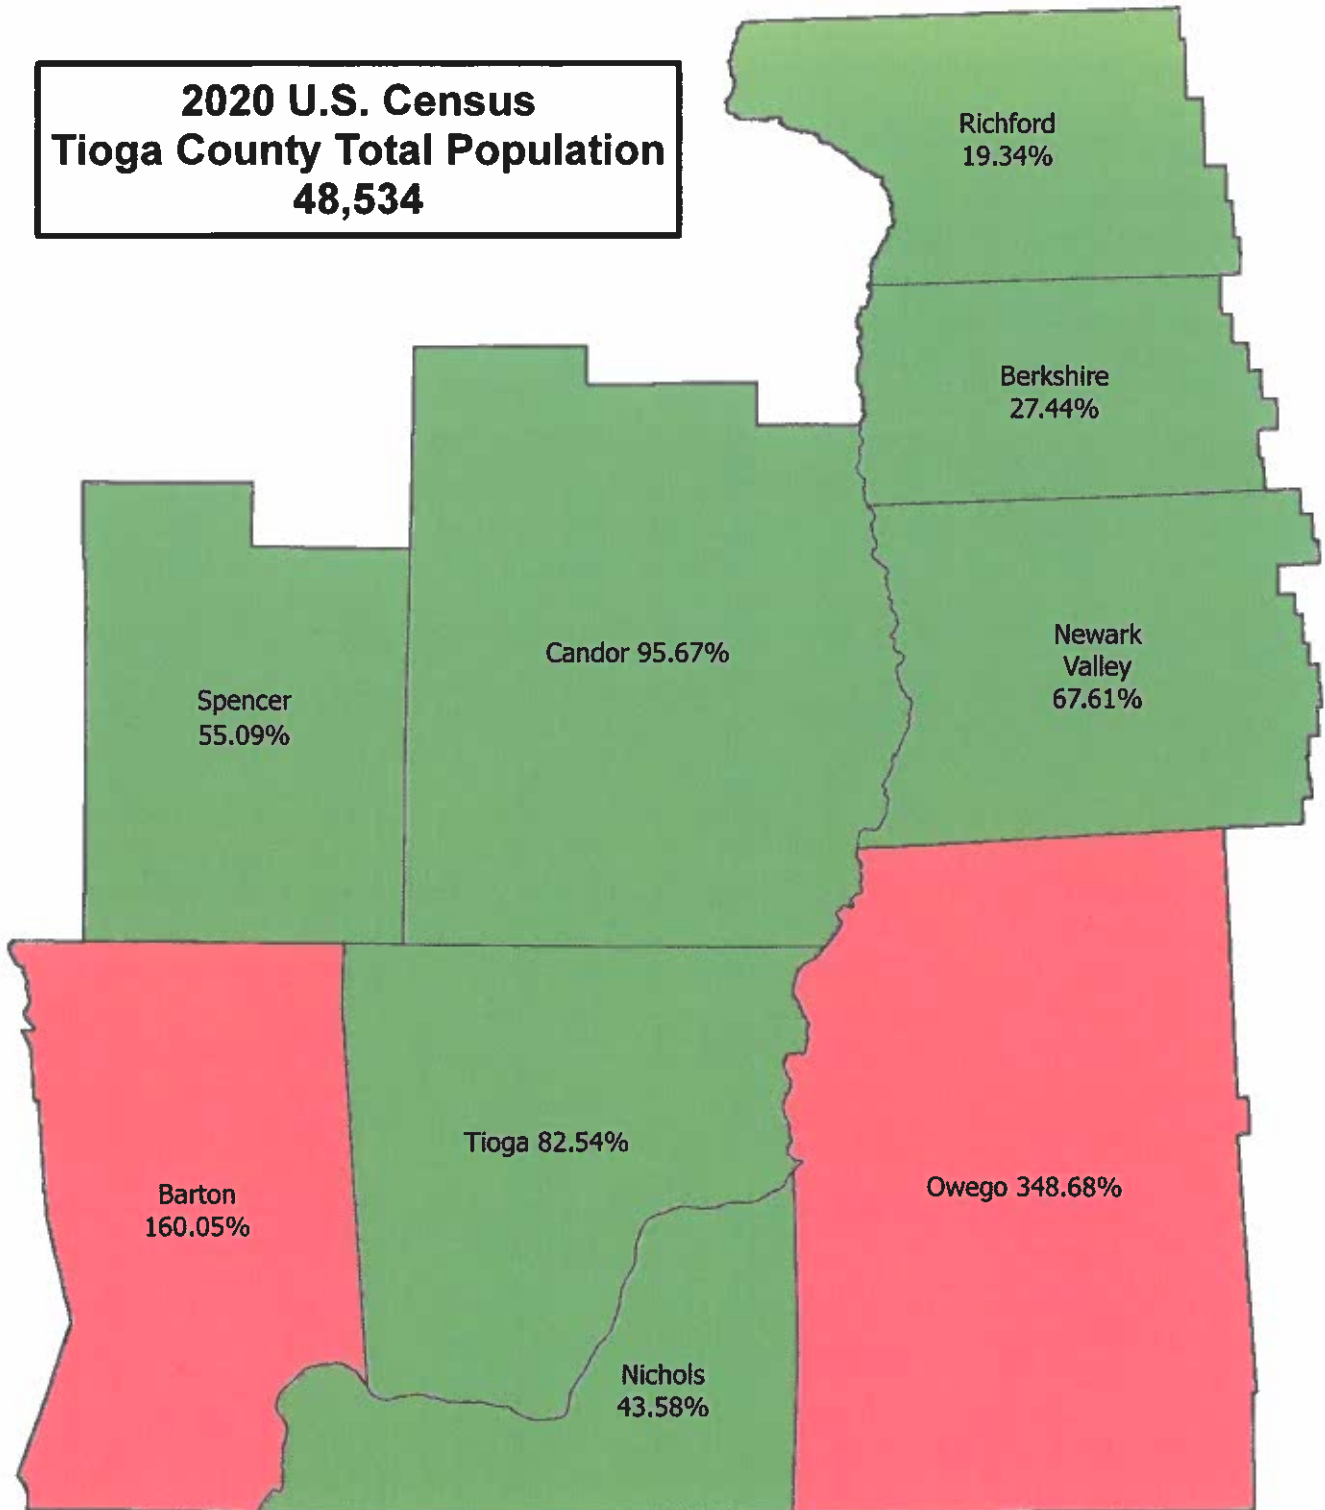 2020 U.S. Census
Tioga County Total Population
48,534
Richford
19.34%
Berkshire
27.44%
Newark
Valley
67.61%
Candor 95.67%
Spencer
55.09%
Tioga 82.54%
Barton
160.05%
Owego 348.68%
Nichols
43.58%